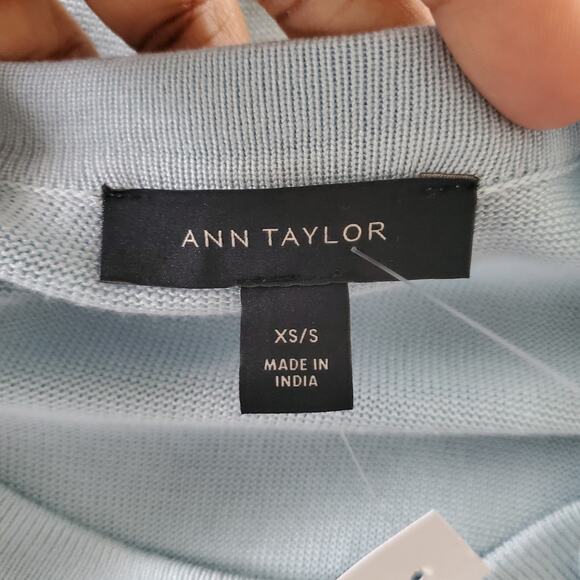 ANN TAYLOR
XS/S
MADE IN
INDIA